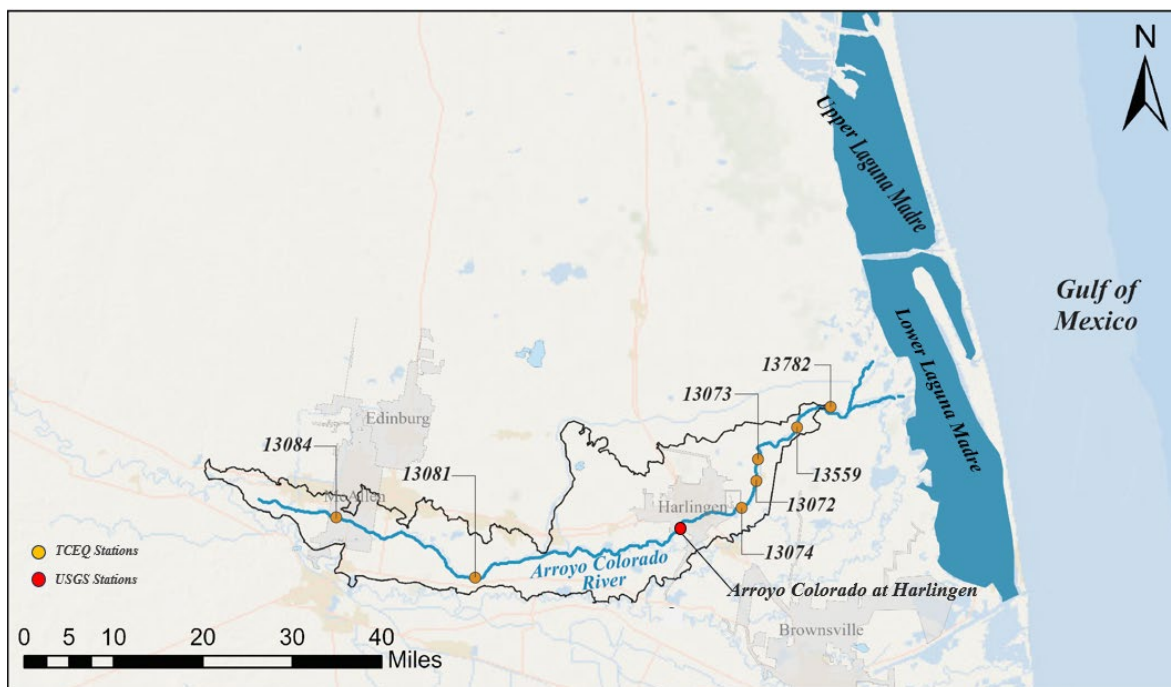 N
Upper Laguna Madre
Gulf of
Mexico
Lower Laguna Madre
13782
13073
Edinburg
13084
13081
McAllen
13559
Harlingen
13072
13074
TCEQ Stations
Arroyo Colorado
River
USGS Stations
Arroyo Colorado at Harlingen
Brownsville
0 5 10 20 30 40
Miles